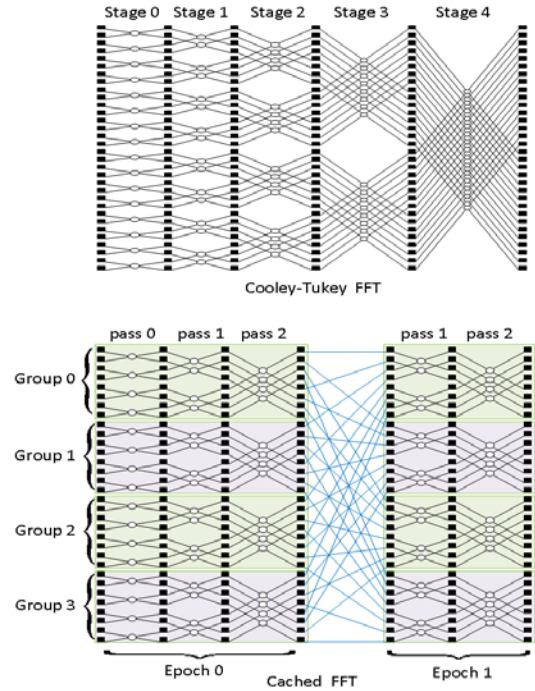 Stage 0 Stage 1 Stage 2 Stage 3 Stage 4
Cooley-Tukey FFT
pass 0 pass 1 pass 2 pass 1 pass 2
Group 0
Group 1
Group 2
Group 3
Epoch 0 Epoch 1
Cached FFT